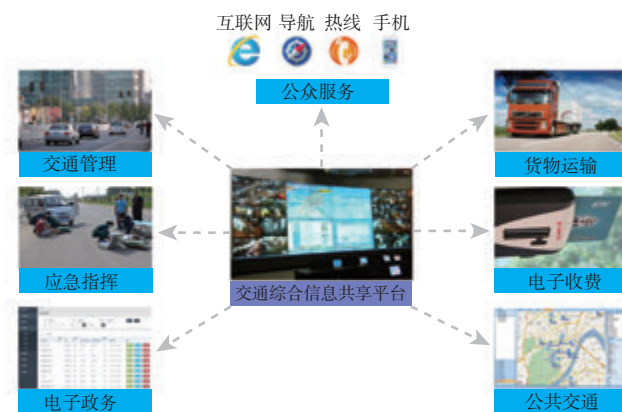 互联网 导航 热线 手机
公众服务
交通管理
货物运输
应急指挥
交通综合信息共享平台
电子收费
电子政务
公共交通